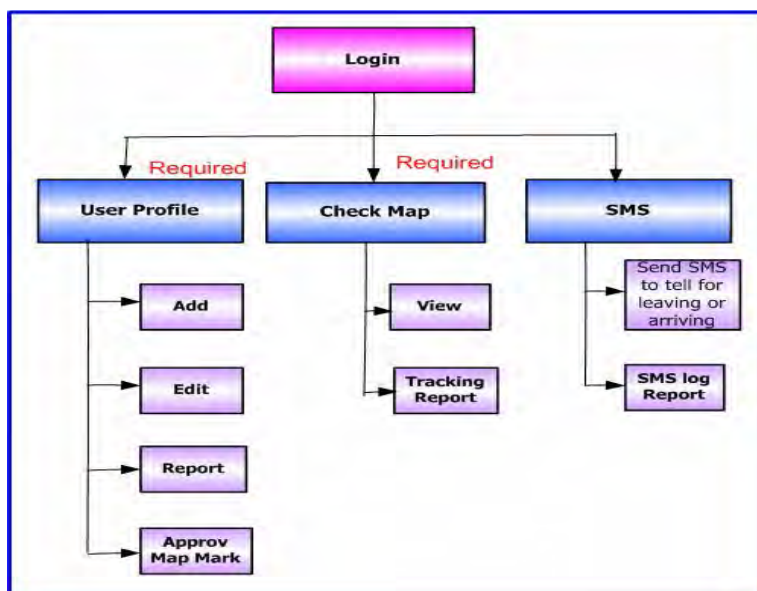 Login
Required
Required
User Profile
Check Map
SMS
Add
View
Send SMS
to tell for
leaving or
arriving
Edit
Tracking
Report
SMS log
Report
Report
Approv
Map Mark